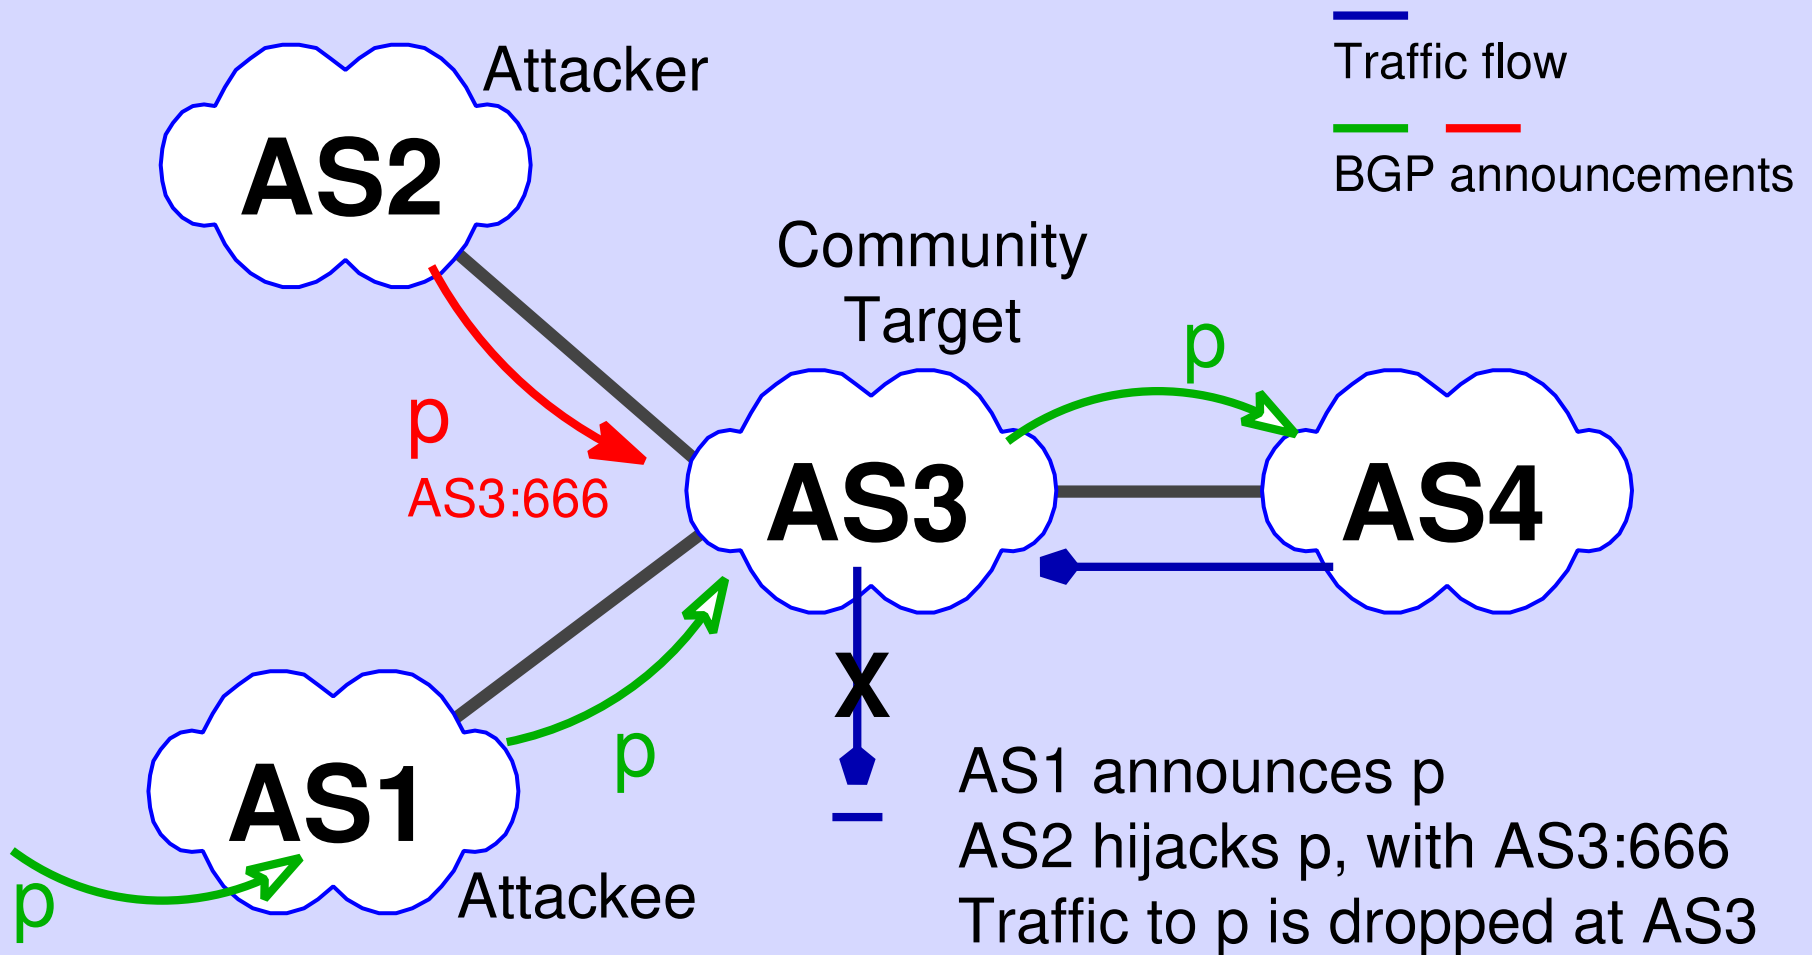 Attacker
AS2
Traffic flow
BGP announcements
Community
Target
p
p
AS3:666
AS3
AS4
X
p
AS1
p
Attackee
AS1 announces p
AS2 hijacks p, with AS3:666
Traffic to p is dropped at AS3